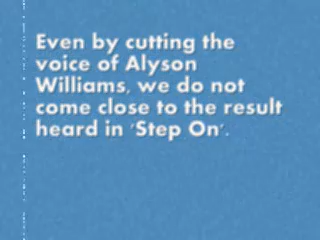 Even by cutting the
voice of Alyson
Williams, we do not
come close to the result
heard in 'Step On'.